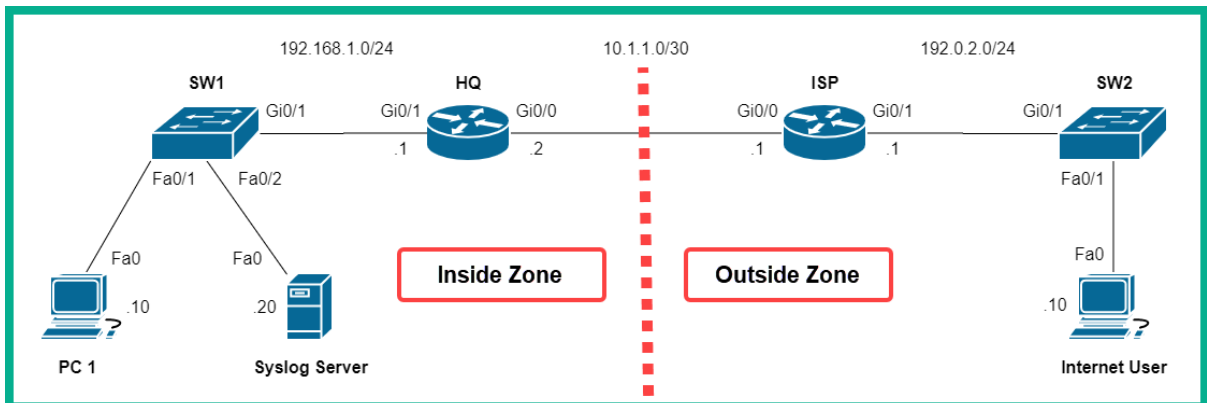 192.168.1.0/24 10.1.1.0/30 192.0.2.0/24
SW1 HQ ISP SW2
Gi0/1 Gi0/1 Gi0/0 Gi0/0 Gi0/1 Gi0/1
.1 .2 .1 .1
Fa0/1 Fa0/2 Fa0/1
Fa0 Fa0 Inside Zone Outside Zone Fa0
.10 .20 .10
PC 1 Syslog Server Internet User